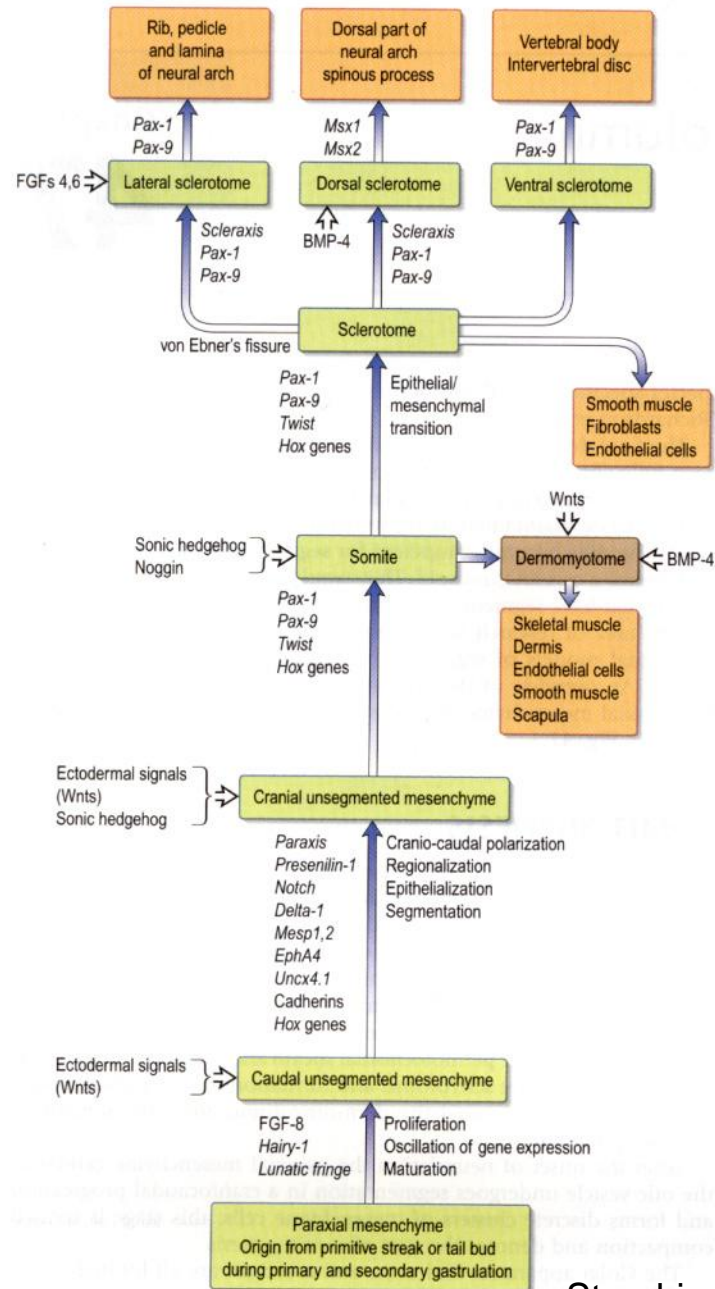 Rib, pedicle
and lamina
of neural arch
Dorsal part of
neural arch
spinous process
Vertebral body
Intervertebral disc
Pax-1
Pax-9
Msx1
Msx2
Pax-1
Pax-9
FGFs 4,6
Lateral sclerotome
Dorsal sclerotome
Ventral sclerotome
BMP-4
Scleraxis
Pax-1
Pax-9
Scleraxis
Pax-1
Pax-9
Sclerotome
von Ebner's fissure
Pax-1
Pax-9
Twist
Hox genes
Epithelial/
mesenchymal
transition
Smooth muscle
Fibroblasts
Endothelial cells
Wnts
Sonic hedgehog
Noggin
Somite
Dermomyotome
BMP-4
Pax-1
Pax-9
Twist
Hox genes
Skeletal muscle
Dermis
Endothelial cells
Smooth muscle
Scapula
Ectodermal signals
(Wnts)
Sonic hedgehog
Cranial unsegmented mesenchyme
Paraxis
Presenilin-1
Notch
Delta-1
Mesp1,2
EphA4
Uncx4.1
Cadherins
Hox genes
Cranio-caudal polarization
Regionalization
Epithelialization
Segmentation
Ectodermal signals
(Wnts)
Caudal unsegmented mesenchyme
FGF-8
Hairy-1
Lunatic fringe
Proliferation
Oscillation of gene expression
Maturation
Paraxial mesenchyme
Origin from primitive streak or tail bud
during primary and secondary gastrulation